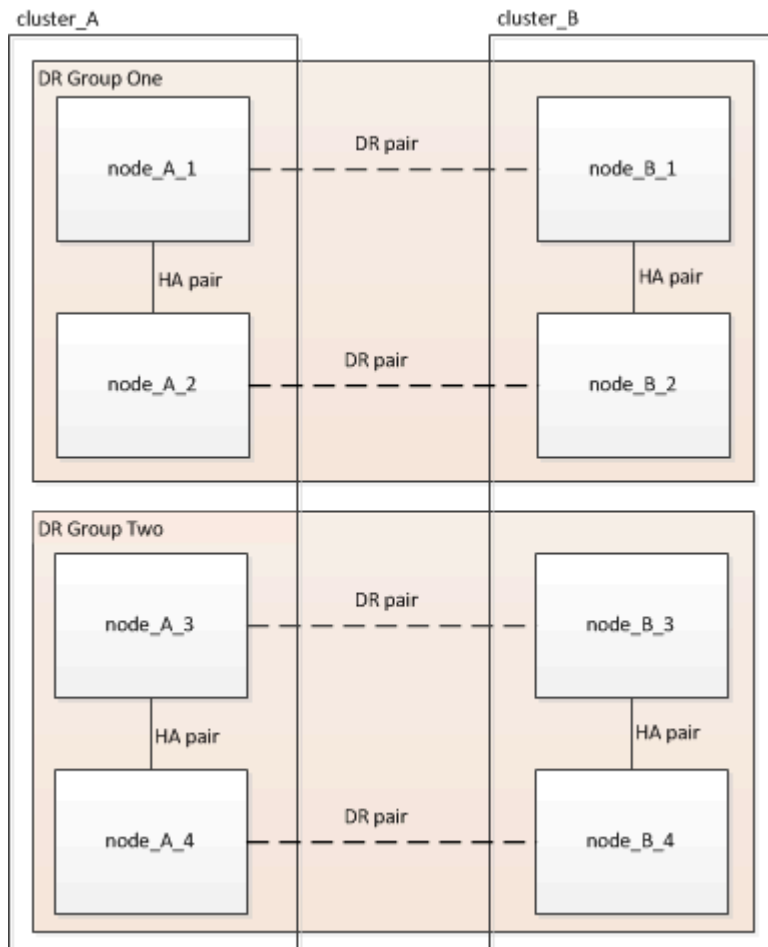 cluster_A
cluster_B
DR Group One
node_A_1
DR pair
node_B_1
HA pair
HA pair
node_A_2
DR pair
node_B_2
DR Group Two
node_A_3
DR pair
node_B_3
HA pair
HA pair
node_A_4
DR pair
node_B_4